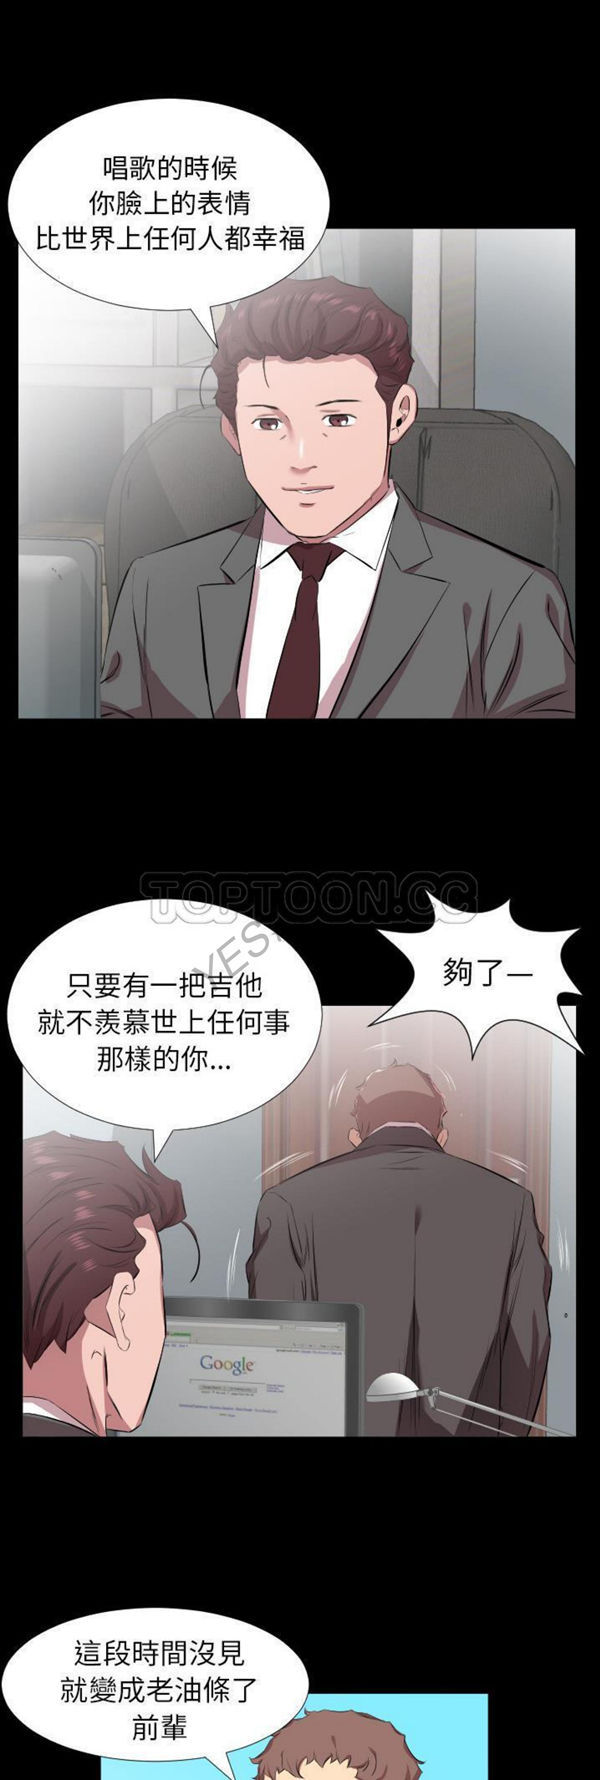 唱歌的時候
你臉上的表情
比世界上任何人都幸福
TOPTOON.CC
YES
只要有一把吉他
就不羨慕世上任何事
那樣的你...
夠了—
Google
這段時間沒見
就變成老油條了
前輩